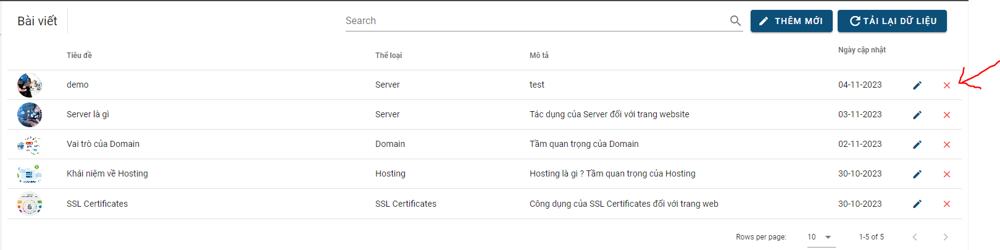 Bài viết Search THÊM MỚI TẢI LẠI DỮ LIỆU
Tiêu đề Thể loại Mô tả Ngày cập nhật
demo Server test 04-11-2023
Server là gì Server Tác dụng của Server đối với trang website 03-11-2023
Vai trò của Domain Domain Tầm quan trọng của Domain 02-11-2023
Khái niệm về Hosting Hosting Hosting là gi ? Tầm quan trọng của Hosting 30-10-2023
SSL Certificates SSL Certificates Công dụng của SSL Certificates đối với trang web 30-10-2023
Rows per page: 10 1-5 of 5